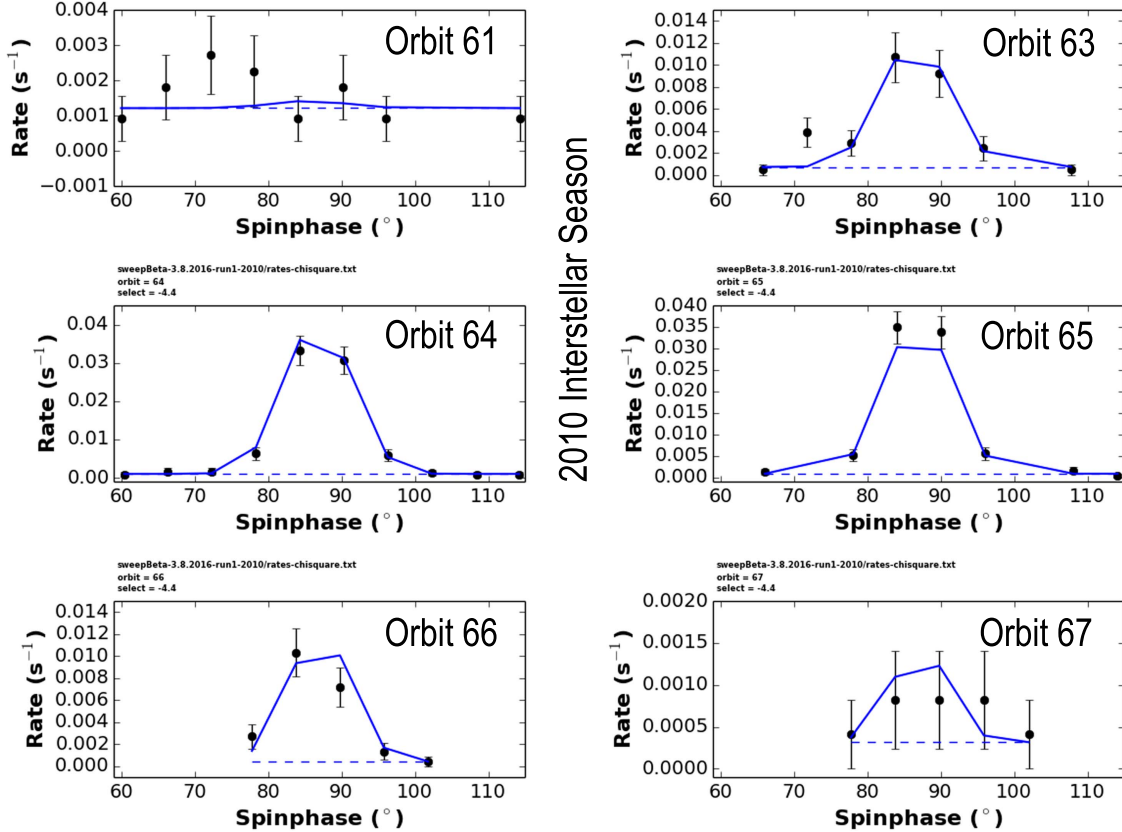 0.004
0.003
0.002
0.001
0.000
−0.001
Rate (s⁻¹)
60 70 80 90 100 110
Spinphase (°)
Orbit 61
0.014
0.012
0.010
0.008
0.006
0.004
0.002
0.000
Rate (s⁻¹)
70 80 90 100 110
Spinphase (°)
Orbit 63
2010 Interstellar Season
sweepBeta-3.8.2016-run1-2010/rates-chisquare.txt
orbit = 64
select = -4.4
0.04
0.03
0.02
0.01
0.00
Rate (s⁻¹)
60 70 80 90 100 110
Spinphase (°)
Orbit 64
sweepBeta-3.8.2016-run1-2010/rates-chisquare.txt
orbit = 65
select = -4.4
0.040
0.035
0.030
0.025
0.020
0.015
0.010
0.005
0.000
Rate (s⁻¹)
60 70 80 90 100 110
Spinphase (°)
Orbit 65
sweepBeta-3.8.2016-run1-2010/rates-chisquare.txt
orbit = 66
select = -4.4
0.014
0.012
0.010
0.008
0.006
0.004
0.002
0.000
Rate (s⁻¹)
60 70 80 90 100 110
Spinphase (°)
Orbit 66
sweepBeta-3.8.2016-run1-2010/rates-chisquare.txt
orbit = 67
select = -4.4
0.0020
0.0015
0.0010
0.0005
0.0000
Rate (s⁻¹)
60 70 80 90 100 110
Spinphase (°)
Orbit 67